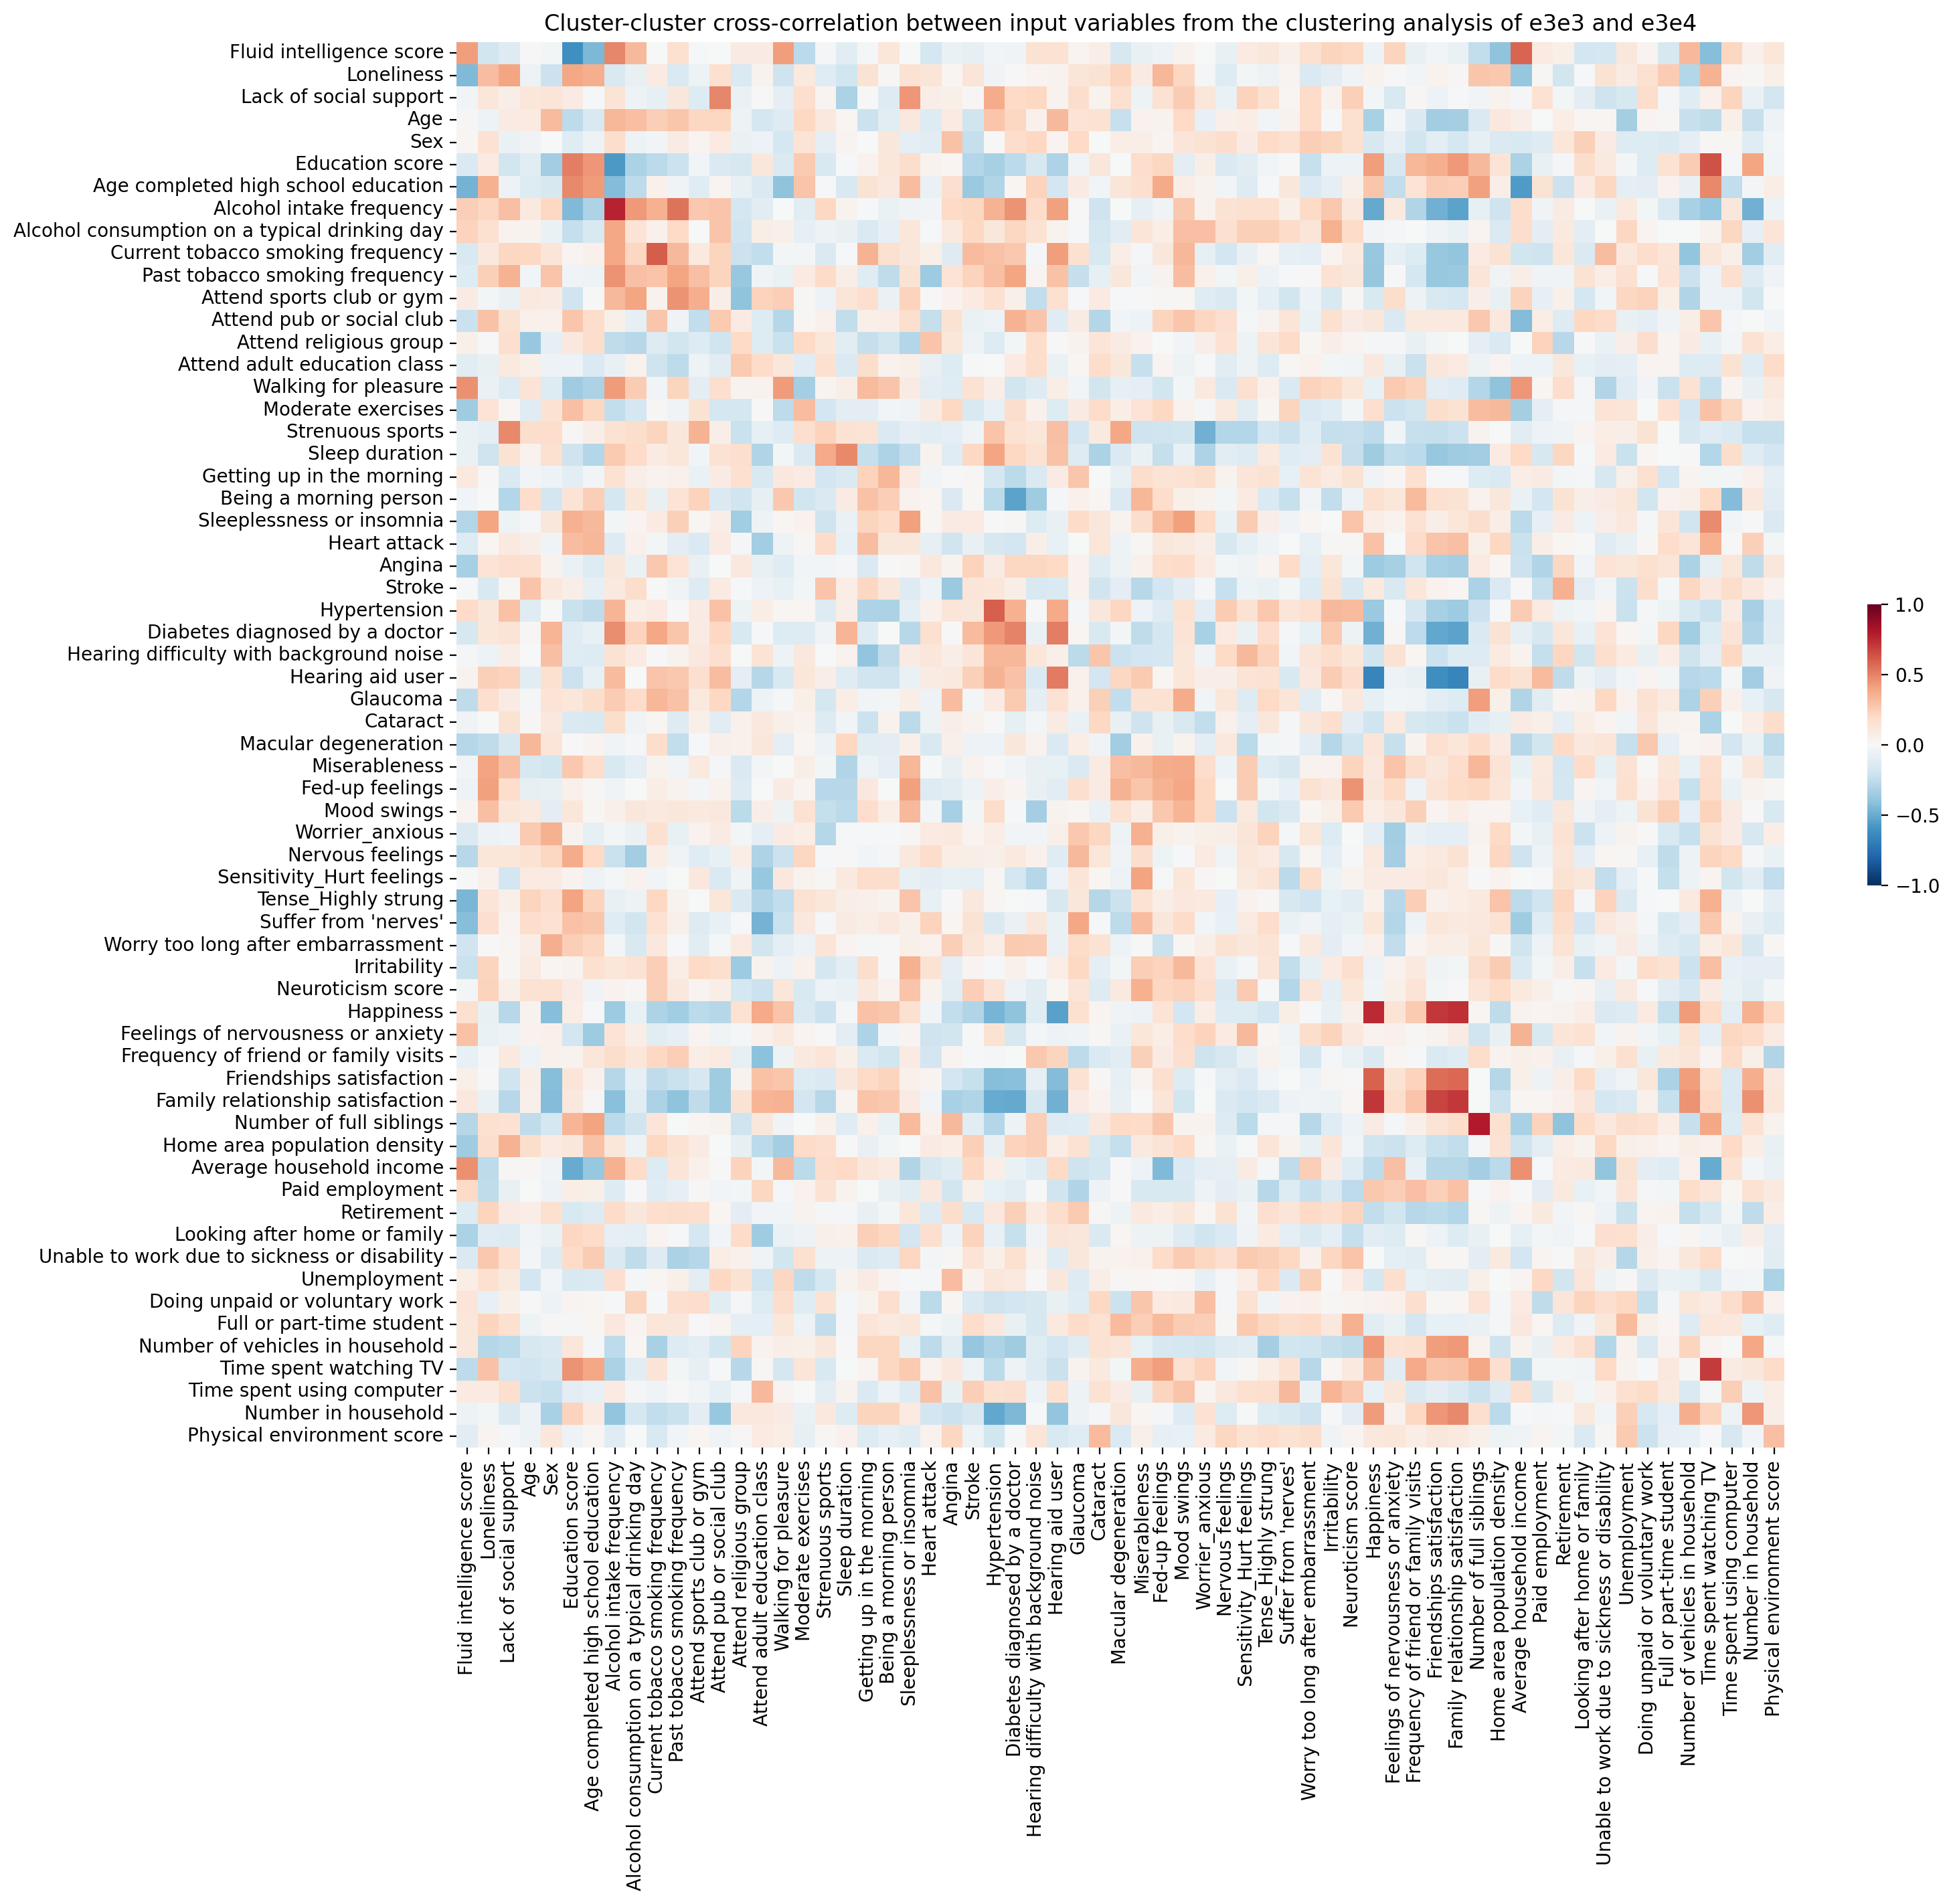 Cluster-cluster cross-correlation between input variables from the clustering analysis of e3e3 and e3e4
Fluid intelligence score
Loneliness
Lack of social support
Age
Sex
Education score
Age completed high school education
Alcohol intake frequency
Alcohol consumption on a typical drinking day
Current tobacco smoking frequency
Past tobacco smoking frequency
Attend sports club or gym
Attend pub or social club
Attend religious group
Attend adult education class
Walking for pleasure
Moderate exercises
Strenuous sports
Sleep duration
Getting up in the morning
Being a morning person
Sleeplessness or insomnia
Heart attack
Angina
Stroke
Hypertension
Diabetes diagnosed by a doctor
Hearing difficulty with background noise
Hearing aid user
Glaucoma
Cataract
Macular degeneration
Miserableness
Fed-up feelings
Mood swings
Worrier_anxious
Nervous feelings
Sensitivity_Hurt feelings
Tense_Highly strung
Suffer from 'nerves'
Worry too long after embarrassment
Irritability
Neuroticism score
Happiness
Feelings of nervousness or anxiety
Frequency of friend or family visits
Friendships satisfaction
Family relationship satisfaction
Number of full siblings
Home area population density
Average household income
Paid employment
Retirement
Looking after home or family
Unable to work due to sickness or disability
Unemployment
Doing unpaid or voluntary work
Full or part-time student
Number of vehicles in household
Time spent watching TV
Time spent using computer
Number in household
Physical environment score
Fluid intelligence score
Loneliness
Lack of social support
Age
Sex
Education score
Age completed high school education
Alcohol intake frequency
Alcohol consumption on a typical drinking day
Current tobacco smoking frequency
Past tobacco smoking frequency
Attend sports club or gym
Attend pub or social club
Attend religious group
Attend adult education class
Walking for pleasure
Moderate exercises
Strenuous sports
Sleep duration
Getting up in the morning
Being a morning person
Sleeplessness or insomnia
Heart attack
Angina
Stroke
Hypertension
Diabetes diagnosed by a doctor
Hearing difficulty with background noise
Hearing aid user
Glaucoma
Cataract
Macular degeneration
Miserableness
Fed-up feelings
Mood swings
Worrier_anxious
Nervous feelings
Sensitivity_Hurt feelings
Tense_Highly strung
Suffer from 'nerves'
Worry too long after embarrassment
Irritability
Neuroticism score
Happiness
Feelings of nervousness or anxiety
Frequency of friend or family visits
Friendships satisfaction
Family relationship satisfaction
Number of full siblings
Home area population density
Average household income
Paid employment
Retirement
Looking after home or family
Unable to work due to sickness or disability
Unemployment
Doing unpaid or voluntary work
Full or part-time student
Number of vehicles in household
Time spent watching TV
Time spent using computer
Number in household
Physical environment score
1.0
0.5
0.0
−0.5
−1.0